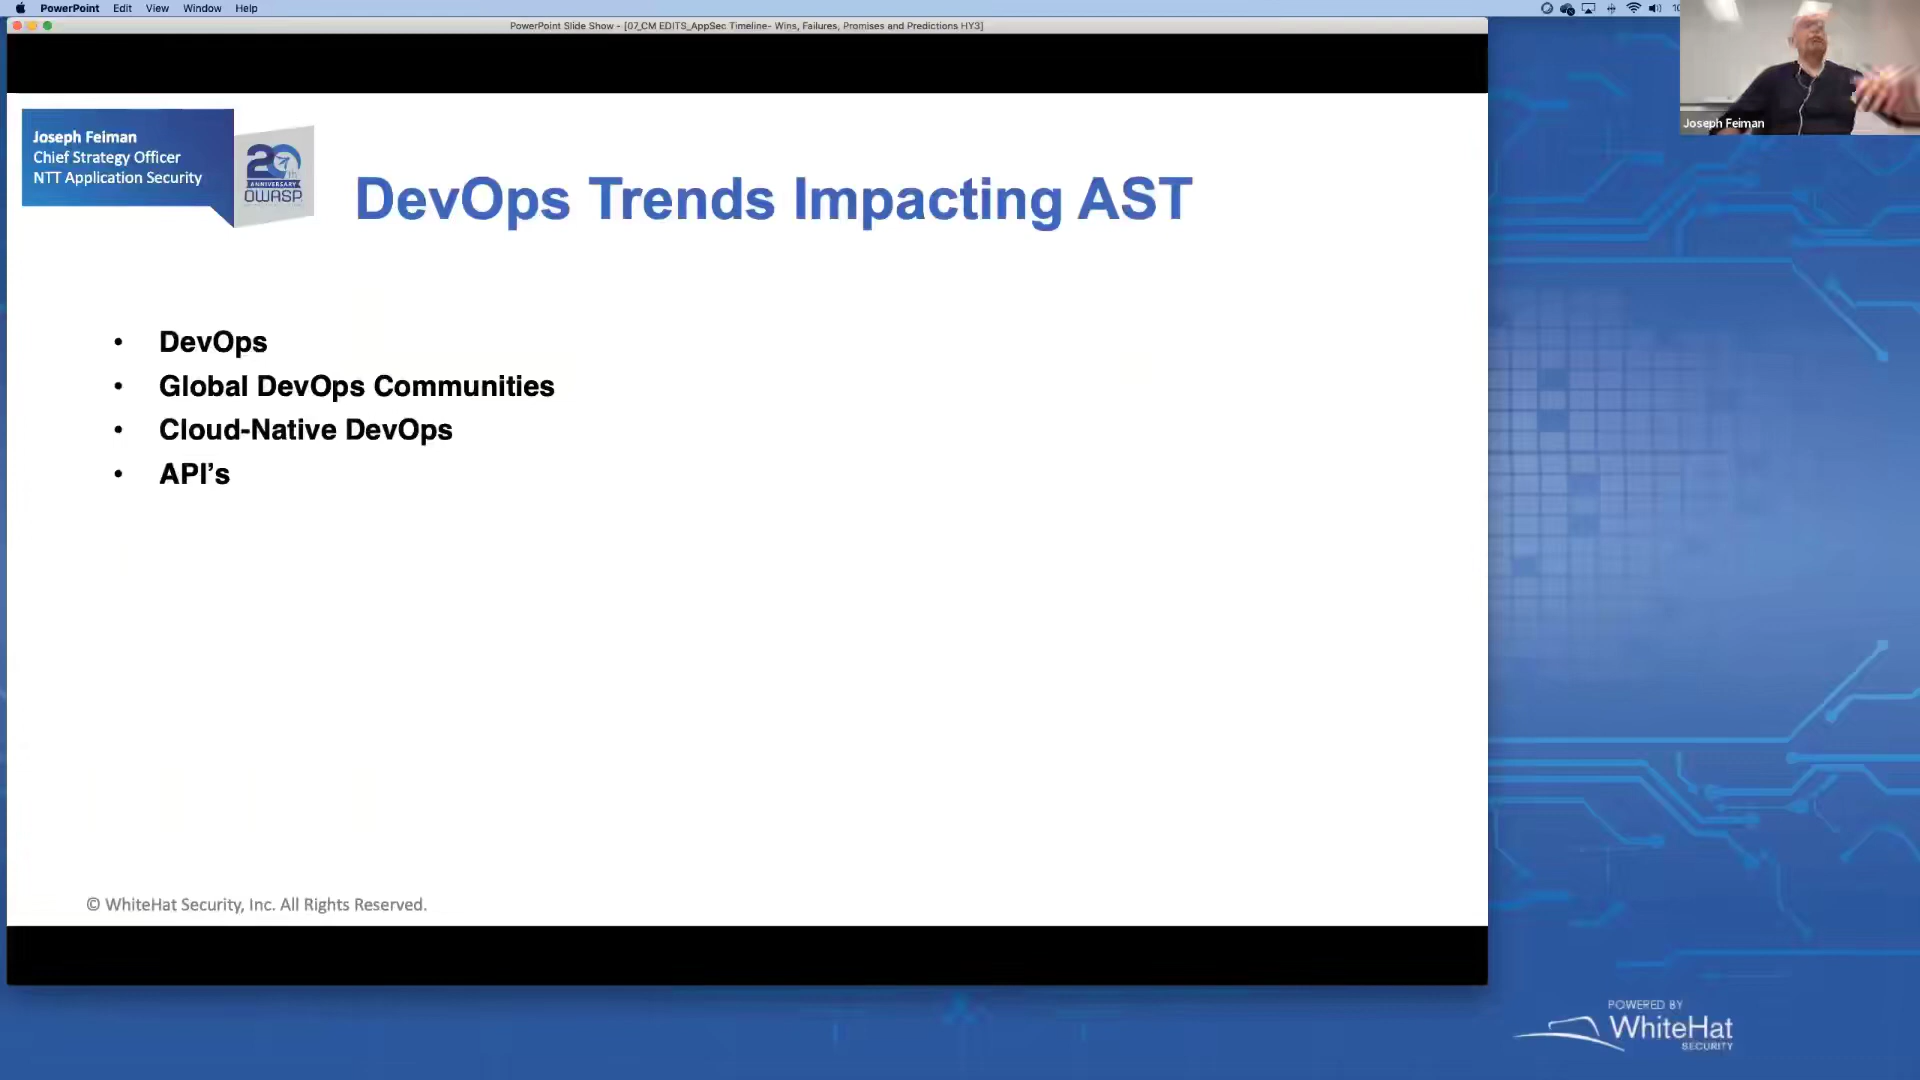 PowerPoint Edit View Window Help
PowerPoint Slide Show - [07_CM EDITS_AppSec Timeline- Wins, Failures, Promises and Predictions HY3]
Joseph Feiman
Joseph Feiman
Chief Strategy Officer
NTT Application Security
20th
ANNIVERSARY
OWASP
DevOps Trends Impacting AST
• DevOps
• Global DevOps Communities
• Cloud-Native DevOps
• API’s
© WhiteHat Security, Inc. All Rights Reserved.
POWERED BY
WhiteHat
SECURITY